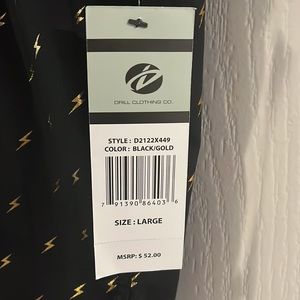 DRILL CLOTHING CO.
STYLE : D2122X449
COLOR : BLACK/GOLD
7 91390 86403 6
SIZE : LARGE
MSRP: $ 52.00